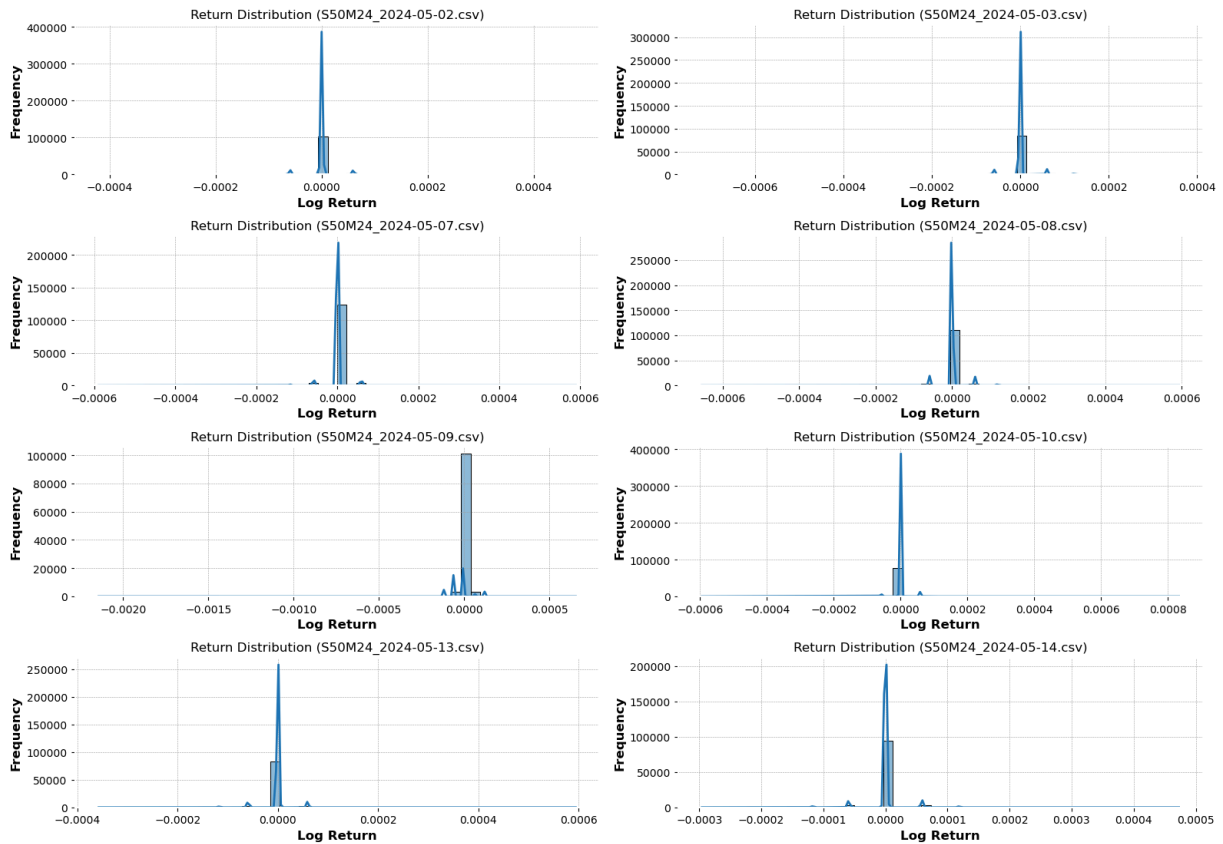 Return Distribution (S50M24_2024-05-02.csv)
Frequency
400000
300000
200000
100000
0
−0.0004 −0.0002 0.0000 0.0002 0.0004
Log Return
Return Distribution (S50M24_2024-05-03.csv)
Frequency
300000
250000
200000
150000
100000
50000
0
−0.0006 −0.0004 −0.0002 0.0000 0.0002 0.0004
Log Return
Return Distribution (S50M24_2024-05-07.csv)
Frequency
200000
150000
100000
50000
0
−0.0006 −0.0004 −0.0002 0.0000 0.0002 0.0004 0.0006
Log Return
Return Distribution (S50M24_2024-05-08.csv)
Frequency
250000
200000
150000
100000
50000
0
−0.0006 −0.0004 −0.0002 0.0000 0.0002 0.0004 0.0006
Log Return
Return Distribution (S50M24_2024-05-09.csv)
Frequency
100000
80000
60000
40000
20000
0
−0.0020 −0.0015 −0.0010 −0.0005 0.0000 0.0005
Log Return
Return Distribution (S50M24_2024-05-10.csv)
Frequency
400000
300000
200000
100000
0
−0.0006 −0.0004 −0.0002 0.0000 0.0002 0.0004 0.0006 0.0008
Log Return
Return Distribution (S50M24_2024-05-13.csv)
Frequency
250000
200000
150000
100000
50000
0
−0.0004 −0.0002 0.0000 0.0002 0.0004 0.0006
Log Return
Return Distribution (S50M24_2024-05-14.csv)
Frequency
200000
150000
100000
50000
0
−0.0003 −0.0002 −0.0001 0.0000 0.0001 0.0002 0.0003 0.0004 0.0005
Log Return